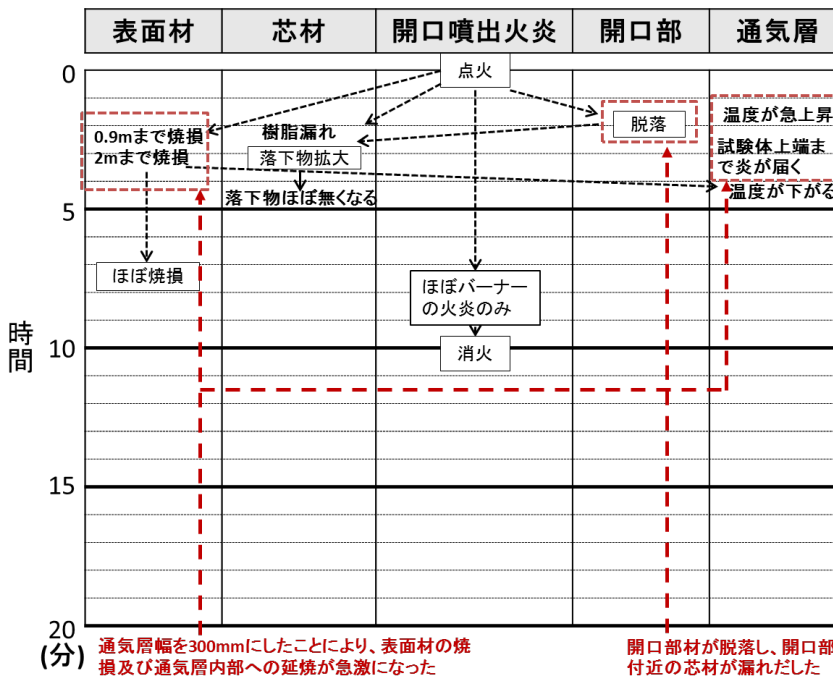 表面材
芯材
開口噴出火炎
開口部
通気層
0
点火
脱落
温度が急上昇
0.9mまで焼損
2mまで焼損
樹脂漏れ
落下物拡大
試験体上端ま
で炎が届く
落下物ほぼ無くなる
温度が下がる
5
ほぼ焼損
ほぼバーナー
の火炎のみ
時間
10
消火
15
20
(分)
通気層幅を300mmにしたことにより、表面材の焼
損及び通気層内部への延焼が急激になった
開口部材が脱落し、開口部
付近の芯材が漏れだした